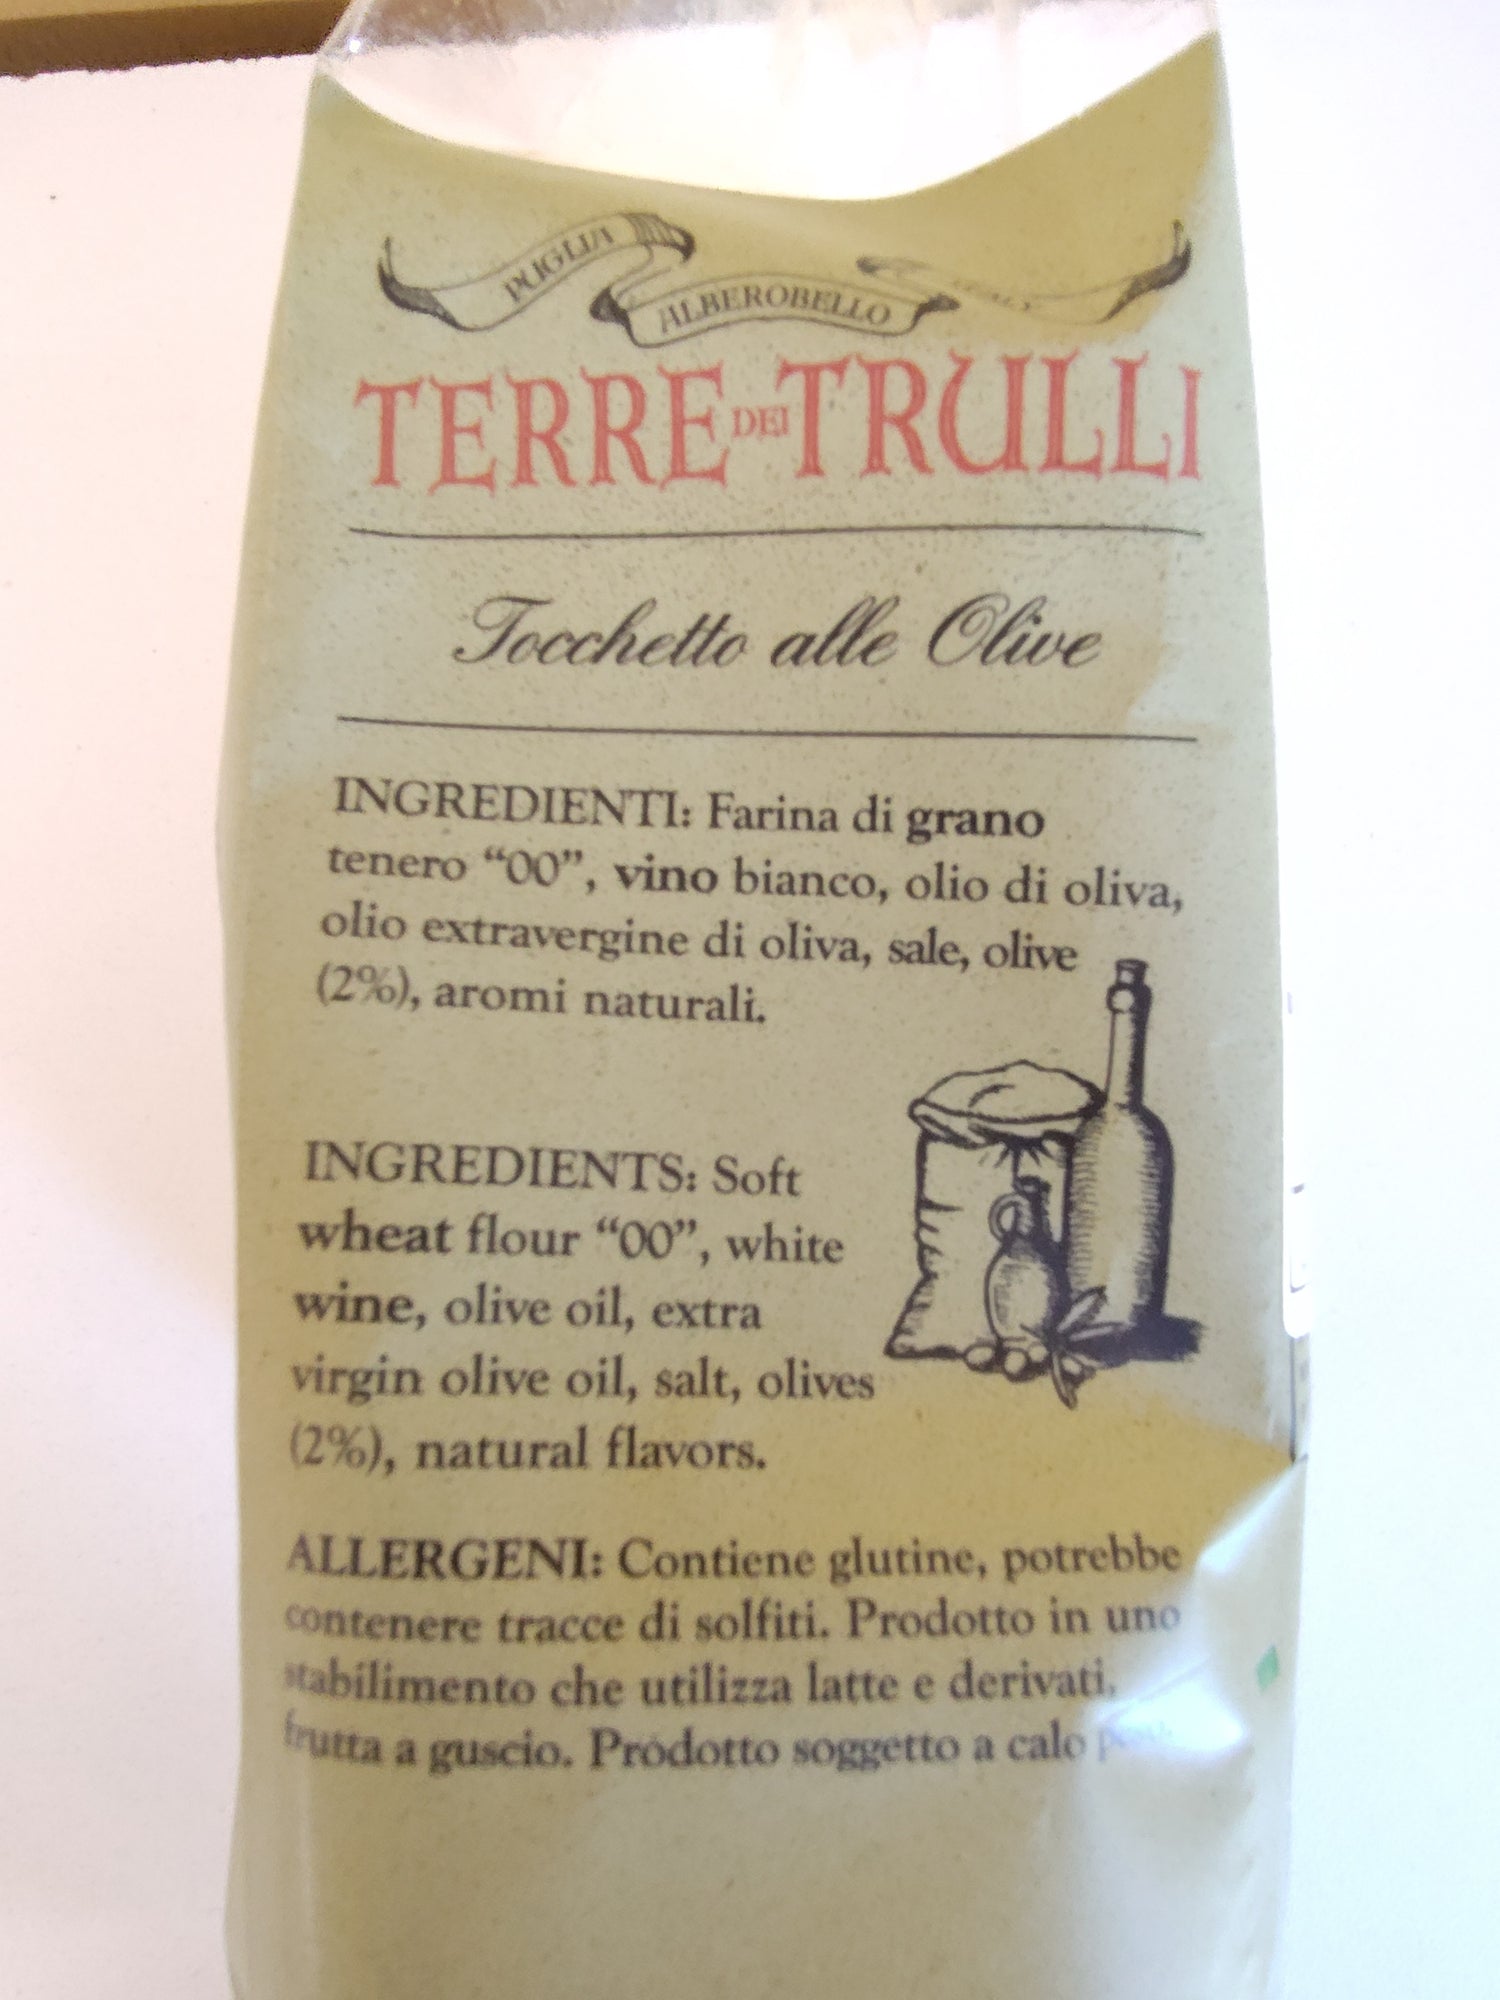 PUGLIA
ALBEROBELLO
TERRE DEI TRULLI
Tocchetto alle Olive
INGREDIENTI: Farina di grano
tenero “00”, vino bianco, olio di oliva,
olio extravergine di oliva, sale, olive
(2%), aromi naturali.
INGREDIENTS: Soft
wheat flour “00”, white
wine, olive oil, extra
virgin olive oil, salt, olives
(2%), natural flavors.
ALLERGENI: Contiene glutine, potrebbe
contenere tracce di solfiti. Prodotto in uno
stabilimento che utilizza latte e derivati,
frutta a guscio. Prodotto soggetto a calo